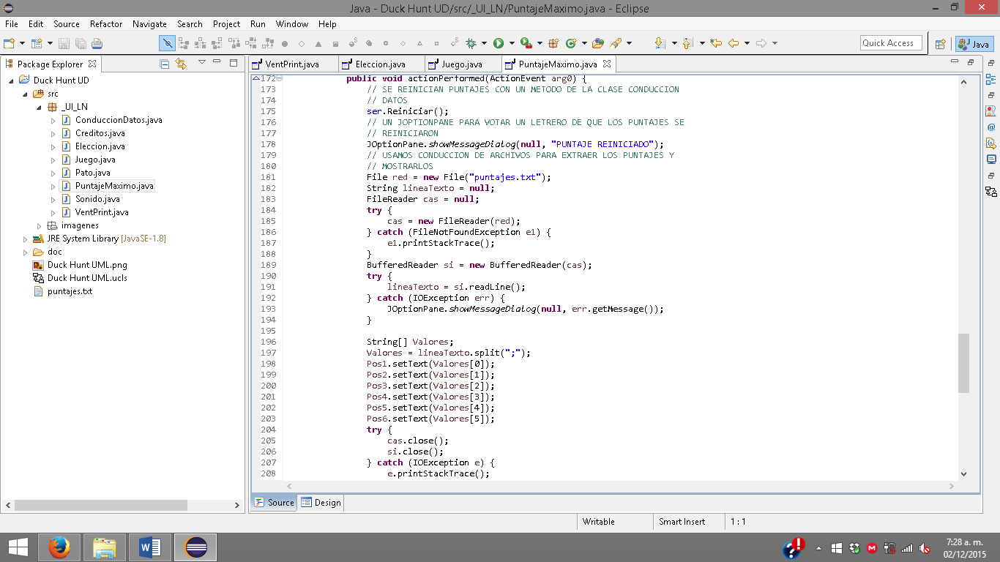 Java - Duck Hunt UD/src/_UI_LN/PuntajeMaximo.java - Eclipse
File Edit Source Refactor Navigate Search Project Run Window Help
Quick Access
Java
Package Explorer
VentPrint.java Eleccion.java Juego.java PuntajeMaximo.java
Duck Hunt UD
src
_UI_LN
ConduccionDatos.java
Creditos.java
Eleccion.java
Juego.java
Pato.java
PuntajeMaximo.java
Sonido.java
VentPrint.java
imagenes
JRE System Library [JavaSE-1.8]
doc
Duck Hunt UML.png
Duck Hunt UML.ucls
puntajes.txt
172 public void actionPerformed(ActionEvent arg0) {
173 // SE REINICIAN PUNTAJES CON UN METODO DE LA CLASE CONDUCCION
174 // DATOS
175 ser.Reiniciar();
176 // UN JOPTIONPANE PARA VOTAR UN LETRERO DE QUE LOS PUNTAJES SE
177 // REINICIARON
178 JOptionPane.showMessageDialog(null, "PUNTAJE REINICIADO");
179 // USAMOS CONDUCCION DE ARCHIVOS PARA EXTRAER LOS PUNTAJES Y
180 // MOSTRARLOS
181 File red = new File("puntajes.txt");
182 String lineaTexto = null;
183 FileReader cas = null;
184 try {
185 cas = new FileReader(red);
186 } catch (FileNotFoundException e1) {
187 e1.printStackTrace();
188 }
189 BufferedReader si = new BufferedReader(cas);
190 try {
191 lineaTexto = si.readLine();
192 } catch (IOException err) {
193 JOptionPane.showMessageDialog(null, err.getMessage());
194 }
195
196 String[] Valores;
197 Valores = lineaTexto.split(";");
198 Pos1.setText(Valores[0]);
199 Pos2.setText(Valores[1]);
200 Pos3.setText(Valores[2]);
201 Pos4.setText(Valores[3]);
202 Pos5.setText(Valores[4]);
203 Pos6.setText(Valores[5]);
204 try {
205 cas.close();
206 si.close();
207 } catch (IOException e) {
208 e.printStackTrace();
Source Design
Writable Smart Insert 1 : 1
7:28 a. m.
02/12/2015